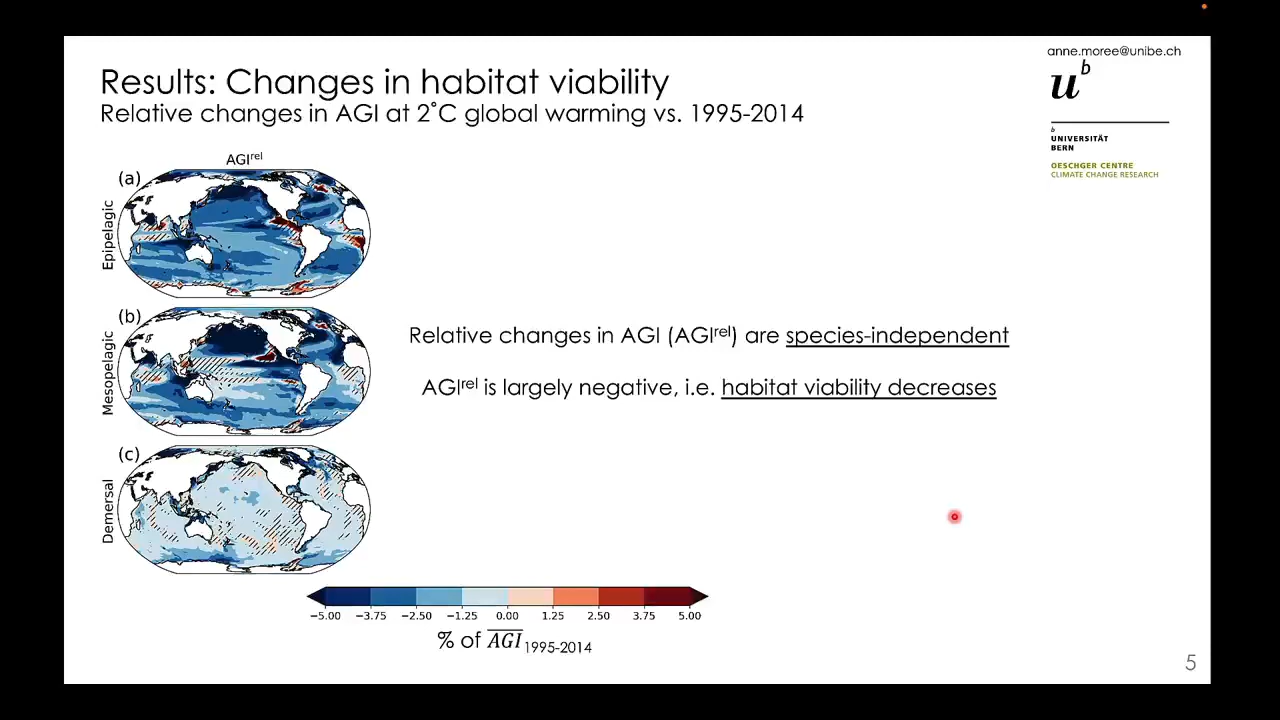 anne.moree@unibe.ch
Results: Changes in habitat viability
Relative changes in AGI at 2˚C global warming vs. 1995-2014
u^b
b
UNIVERSITÄT
BERN
OESCHGER CENTRE
CLIMATE CHANGE RESEARCH
AGI^rel
(a)
Epipelagic
(b)
Mesopelagic
(c)
Demersal
Relative changes in AGI (AGI^rel) are species-independent
AGI^rel is largely negative, i.e. habitat viability decreases
−5.00 −3.75 −2.50 −1.25 0.00 1.25 2.50 3.75 5.00
% of AGI 1995-2014
5